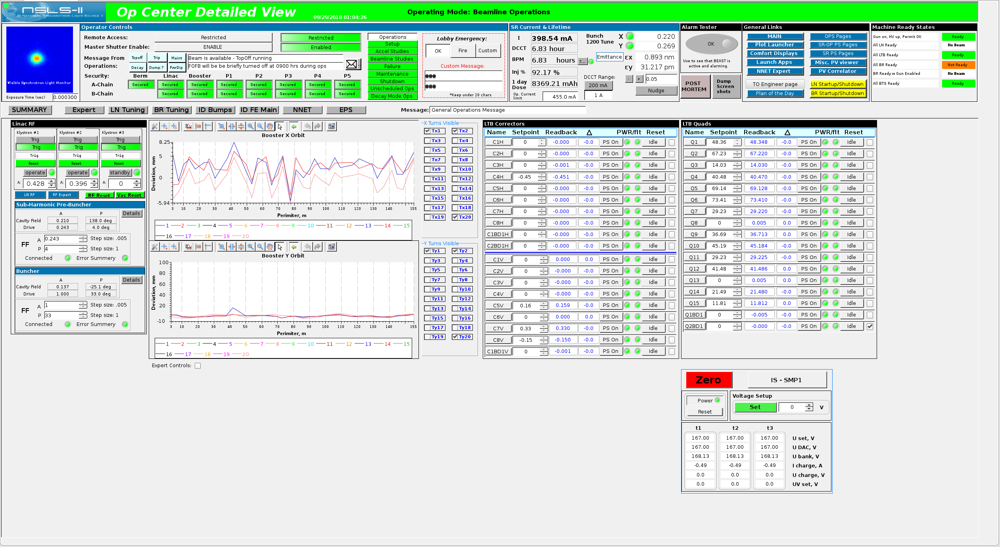 NSLS-II
National Synchrotron Light Source II
Op Center Detailed View
09/29/2018 01:04:26
Operating Mode: Beamline Operations
Visible Synchrotron Light Monitor
Exposure Time (sec) 0.000300
Operator Controls
Remote Access: Restricted Restricted
Master Shutter Enable: ENABLE Enabled
Message From Operations:
Topoff Trip Maint
Decay Dump:? PwrDip
Beam is available - TopOff running
FOFB will be be briefly turned off at 0900 hrs during ops
Security: Berm Linac Booster P1 P2 P3 P4 P5
A-Chain Secured Secured Secured Secured Secured Secured Secured Secured
B-Chain Secured Secured Secured Secured Secured Secured Secured
Operations
Setup
Accel Studies
Beamline Studies
Failure
Maintenance
Shutdown
Unscheduled Ops
Decay Mode Ops
Lobby Emergency:
OK Fire Custom
Custom Message:
###
###
*Keep under 20 chars
SR Current & Lifetime
I 398.54 mA
DCCT 6.83 hour
BPM 6.83 hours r...
Inj % 92.17 %
1 day Dose 8369.21 mAh
Op. Current limit 455.0 mA
Bunch 1200 Tune
X 0.220
Y 0.269
Emittance εx 0.893 nm
εy 31.217 pm
DCCT Range: - + 0.05
200 mA
1 A
Nudge
Alarm Tester
OK
Use to see that BEAST is
active and alarming.
POST MORTEM
Dump Screen shots
General Links
MAIN OPS Pages
Plot Launcher SR-OP PS Pages
Comfort Displays SR PS Pages
Launch Apps Misc. PV viewer
NNET Expert PV Correlator
TO Engineer page LN Startup/Shutdown
Plan of the Day BR Startup/Shutdown
Machine Ready States
Gun on, HV up, Permit OK Ready
All LN Ready No Beam
All LTB Ready Ready
All BR Ready Not Ready
BR Ready w Gun Enabled No Beam
All BTS Ready Ready
SUMMARY Expert LN Tuning BR Tuning ID Bumps ID FE Main NNET EPS
Message: General Operations Message
Linac RF
Klystron #1 Klystron #2 Klystron #3
Trig Trig Trig
Trig Trig Trig
Trig Trig Trig
Reset Reset Reset
operate operate standby
A: 0.428 A: 0.396 A: 0
LN RF RF Expert RF Reset Vac Reset
Sub-Harmonic Pre-Buncher
A P Details
Cavity Field 0.210 138.0 deg
Drive 0.243 4.0 deg
FF
A 0.243 Step size: .005
P 4 Step size: 1
Connected Error Summery
Buncher
A P Details
Cavity Field 0.137 -25.1 deg
Drive 1.000 33.0 deg
FF
A 1 Step size: .005
P 33 Step size: 1
Connected Error Summery
Booster X Orbit
Deviation, mm
8.25
5
0
-5.94
3 10 20 30 40 50 60 70 80 90 100 110 120 130 140 155
Perimiter, m
1 2 3 4 5 6 7 8 9 10 11 12 13 14 15
16 17 18 19 20
Booster Y Orbit
Deviation, mm
100
80
60
40
20
-10
3 10 20 30 40 50 60 70 80 90 100 110 120 130 140 155
Perimiter, m
1 2 3 4 5 6 7 8 9 10 11 12 13 14 15
16 17 18 19 20
Expert Controls:
X Turns Visible
Tx1 Tx2
Tx3 Tx4
Tx5 Tx6
Tx7 Tx8
Tx9 Tx10
Tx11 Tx12
Tx13 Tx14
Tx15 Tx16
Tx17 Tx18
Tx19 Tx20
Y Turns Visible
Ty1 Ty2
Ty3 Ty4
Ty5 Ty6
Ty7 Ty8
Ty9 Ty10
Ty11 Ty12
Ty13 Ty14
Ty15 Ty16
Ty17 Ty18
Ty19 Ty20
LTB Correctors
Name Setpoint Readback Δ PWR/flt Reset
C1H 0 -0.000 -0.0 PS On Idle
C2H 0 -0.000 -0.0 PS On Idle
C3H 0 -0.001 -0.0 PS On Idle
C4H -0.45 -0.451 -0.0 PS On Idle
C5H 0 -0.000 -0.0 PS On Idle
C6H 0 -0.000 -0.0 PS On Idle
C7H 0 -0.000 -0.0 PS On Idle
C8H 0 -0.000 -0.0 PS On Idle
C1BD1H 0 -0.000 -0.0 PS On Idle
C2BD1H 0 -0.000 -0.0 PS On Idle
C1V 0 0.000 0.0 PS On Idle
C2V 0 -0.000 -0.0 PS On Idle
C3V 0 -0.000 -0.0 PS On Idle
C4V 0 -0.000 -0.0 PS On Idle
C5V 0.16 0.159 -0.0 PS On Idle
C6V 0 0.000 0.0 PS On Idle
C7V 0.33 0.330 -0.0 PS On Idle
C8V -0.15 -0.150 -0.0 PS On Idle
C1BD1V 0 -0.001 -0.0 PS On Idle
LTB Quads
Name Setpoint Readback Δ PWR/flt Reset
Q1 48.36 48.348 -0.0 PS On Idle
Q2 67.23 67.220 -0.0 PS On Idle
Q3 14.03 14.030 -0.0 PS On Idle
Q4 40.48 40.470 -0.0 PS On Idle
Q5 69.14 69.128 -0.0 PS On Idle
Q6 73.41 73.410 -0.0 PS On Idle
Q7 29.23 29.220 -0.0 PS On Idle
Q8 0 0.005 -0.0 PS On Idle
Q9 36.69 36.713 -0.0 PS On Idle
Q10 45.19 45.184 -0.0 PS On Idle
Q11 29.23 29.225 -0.0 PS On Idle
Q12 41.48 41.486 0.0 PS On Idle
Q13 0 0.005 0.0 PS On Idle
Q14 21.49 21.480 -0.0 PS On Idle
Q15 11.81 11.812 0.0 PS On Idle
Q1BD1 0 -0.005 -0.0 PS On Idle
Q2BD1 0 -0.000 -0.0 PS On Idle
Zero IS - SMP1
Power
Reset
Voltage Setup
Set 0 V
t1 t2 t3
167.00 167.00 167.00 U set, V
167.00 167.00 167.00 U DAC, V
168.13 168.13 168.13 U bank, V
-0.49 -0.49 -0.49 I charge, A
0.0 0.0 0.0 U charge, V
0.0 0.0 0.0 UV set, V